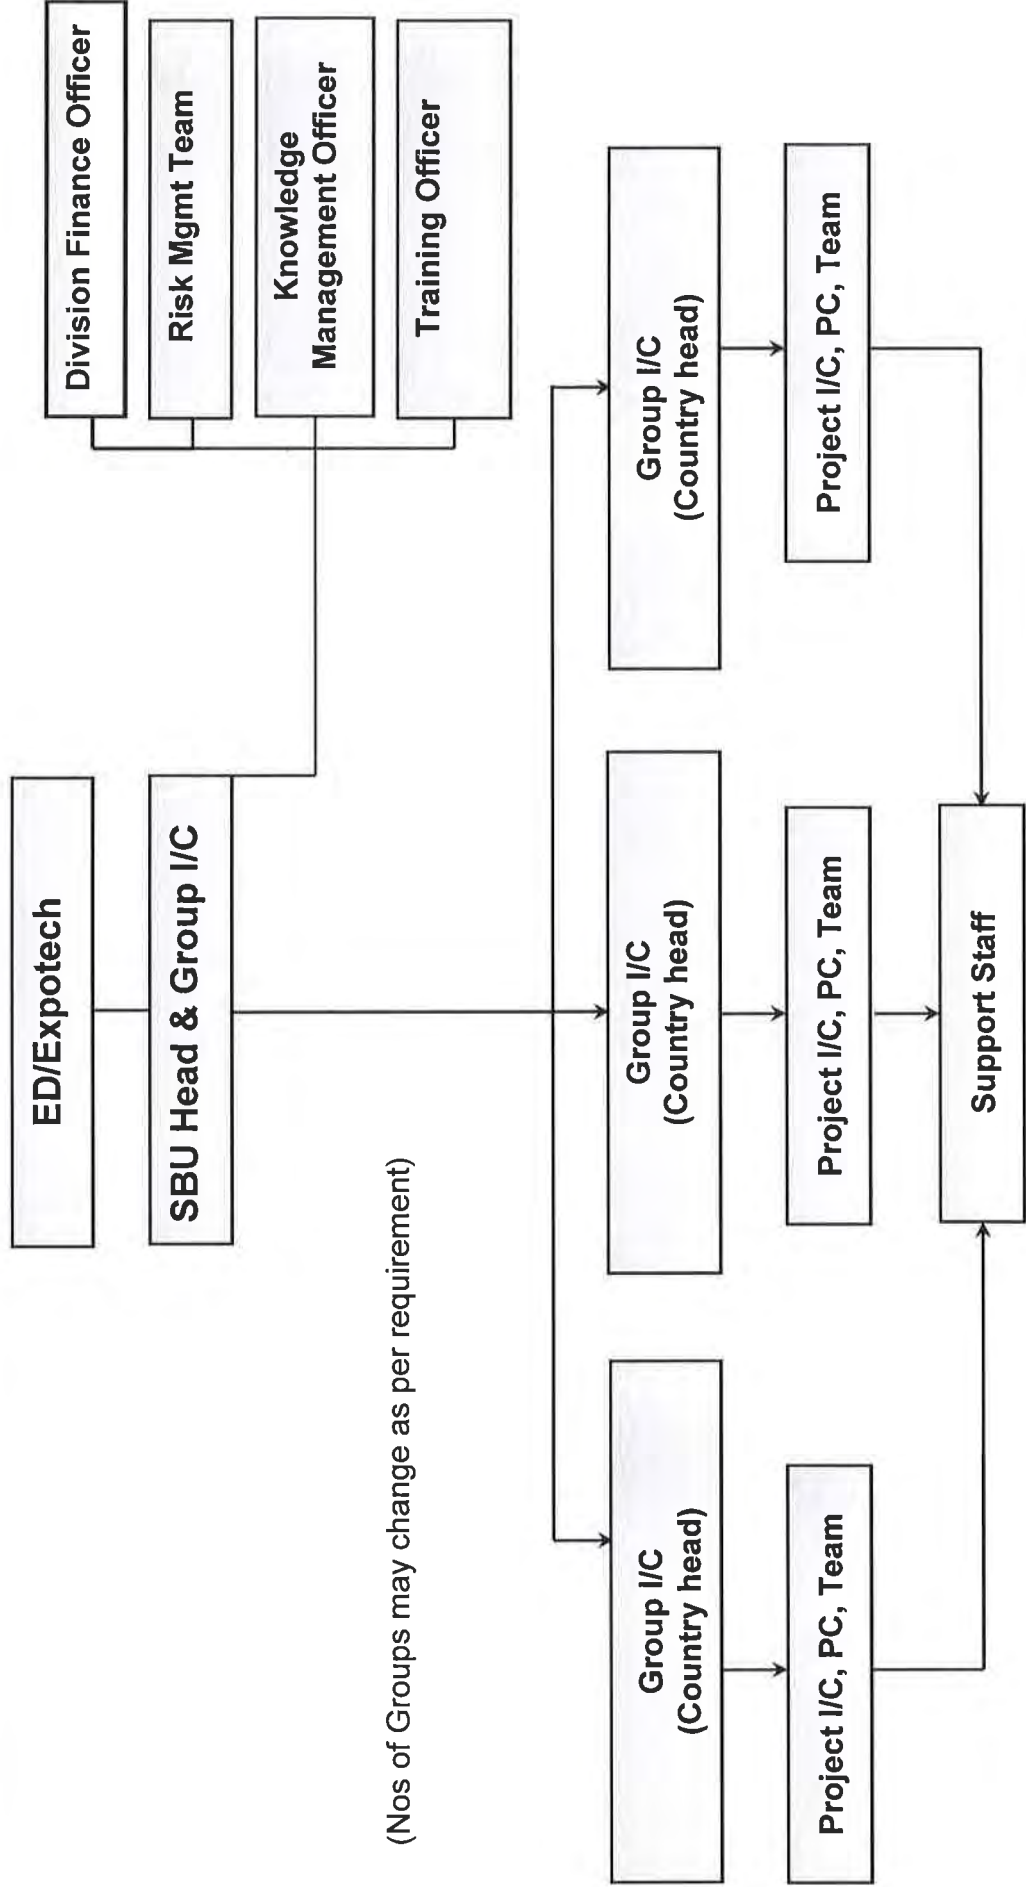 ED/Expotech
SBU Head & Group I/C
Division Finance Officer
Risk Mgmt Team
Knowledge
Management Officer
Training Officer
(Nos of Groups may change as per requirement)
Group I/C
(Country head)
Group I/C
(Country head)
Group I/C
(Country head)
Project I/C, PC, Team
Project I/C, PC, Team
Project I/C, PC, Team
Support Staff